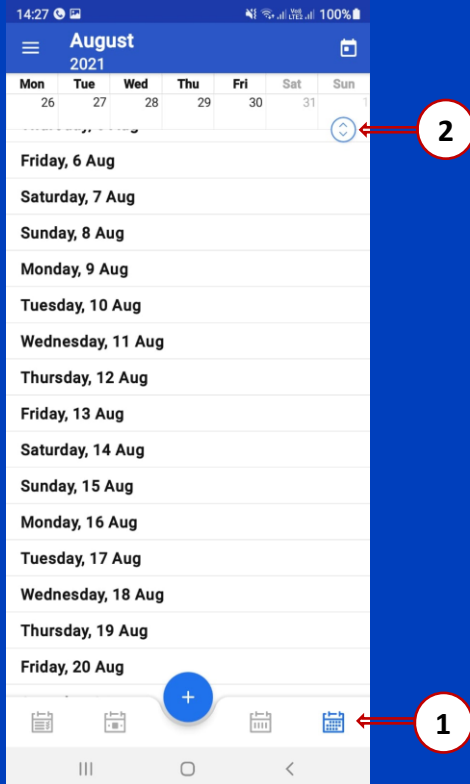 14:27 100%
August
2021
Mon Tue Wed Thu Fri Sat Sun
26 27 28 29 30 31 1
2
Friday, 6 Aug
Saturday, 7 Aug
Sunday, 8 Aug
Monday, 9 Aug
Tuesday, 10 Aug
Wednesday, 11 Aug
Thursday, 12 Aug
Friday, 13 Aug
Saturday, 14 Aug
Sunday, 15 Aug
Monday, 16 Aug
Tuesday, 17 Aug
Wednesday, 18 Aug
Thursday, 19 Aug
Friday, 20 Aug
+
1